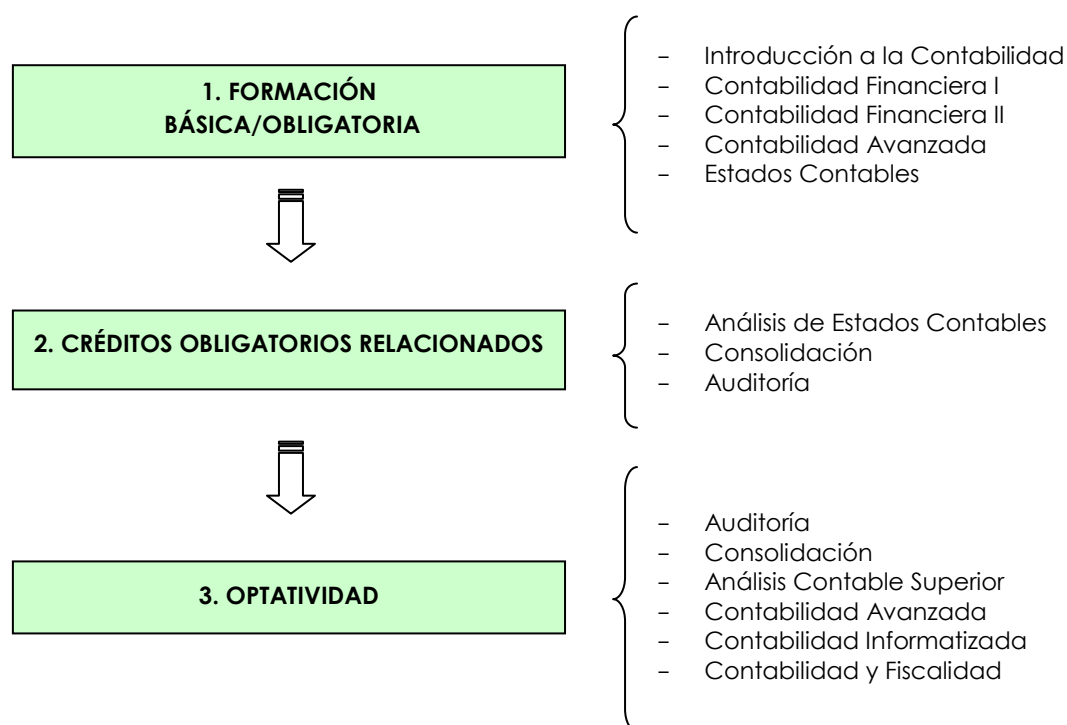 1. FORMACIÓN
BÁSICA/OBLIGATORIA
- Introducción a la Contabilidad
- Contabilidad Financiera I
- Contabilidad Financiera II
- Contabilidad Avanzada
- Estados Contables
2. CRÉDITOS OBLIGATORIOS RELACIONADOS
- Análisis de Estados Contables
- Consolidación
- Auditoría
3. OPTATIVIDAD
- Auditoría
- Consolidación
- Análisis Contable Superior
- Contabilidad Avanzada
- Contabilidad Informatizada
- Contabilidad y Fiscalidad